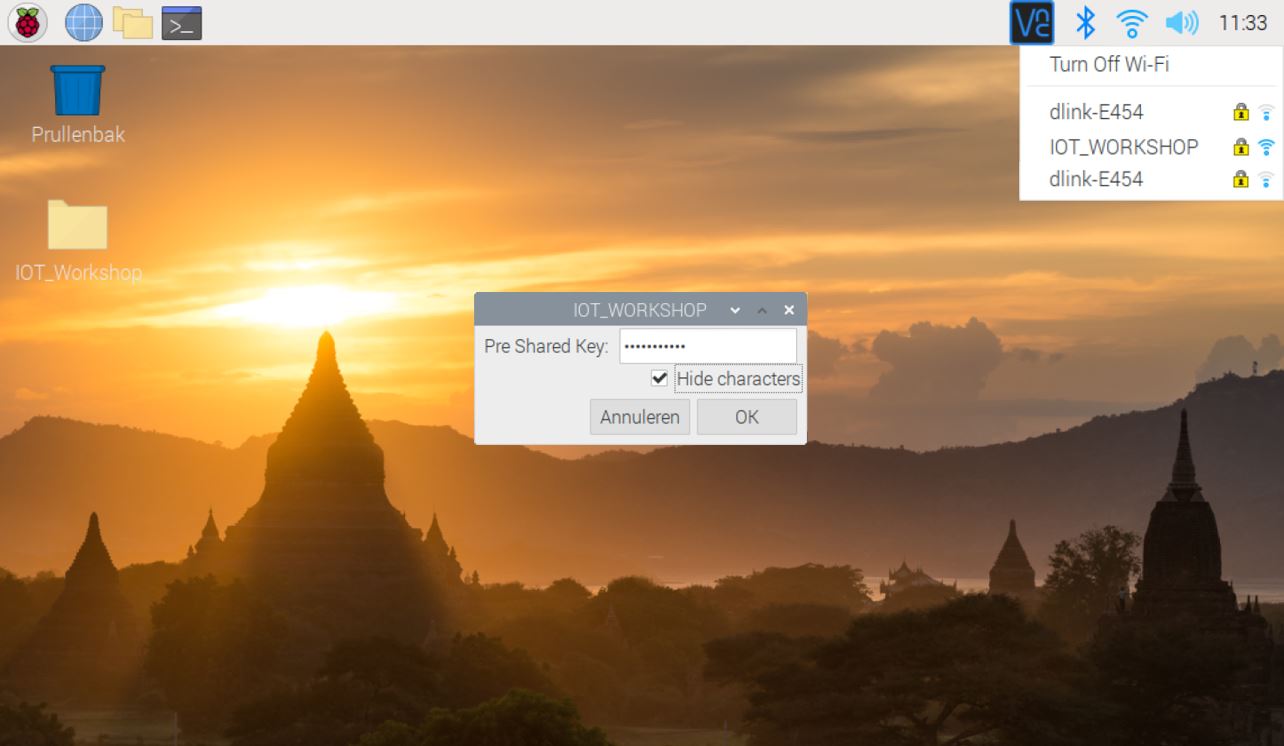 >_
VNC
11:33
Turn Off Wi-Fi
dlink-E454
IOT_WORKSHOP
dlink-E454
Prullenbak
IOT_Workshop
IOT_WORKSHOP
Pre Shared Key: •••••••••••
Hide characters
Annuleren
OK